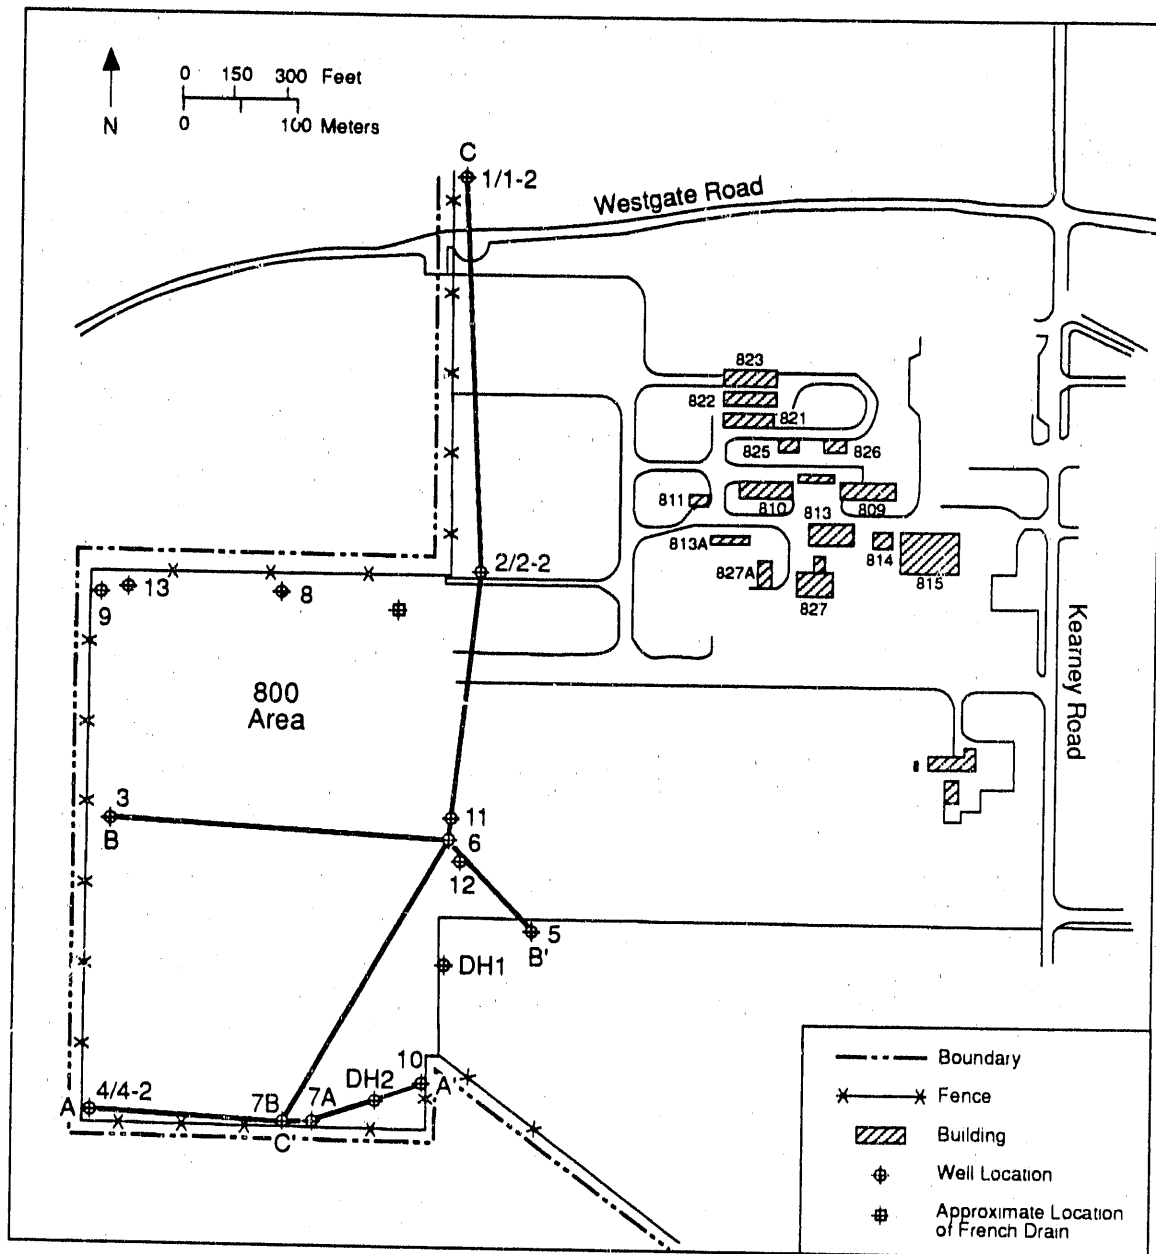 0 150 300 Feet
0 100 Meters
N
C
1/1-2
Westgate Road
823
822
821
825
826
811
810
813
809
813A
814
827A
815
827
2/2-2
13
9
8
800
Area
Kearney Road
3
B
11
6
12
5
B'
DH1
10
A'
DH2
4/4-2
A
7B
7A
C'
Boundary
Fence
Building
Well Location
Approximate Location
of French Drain